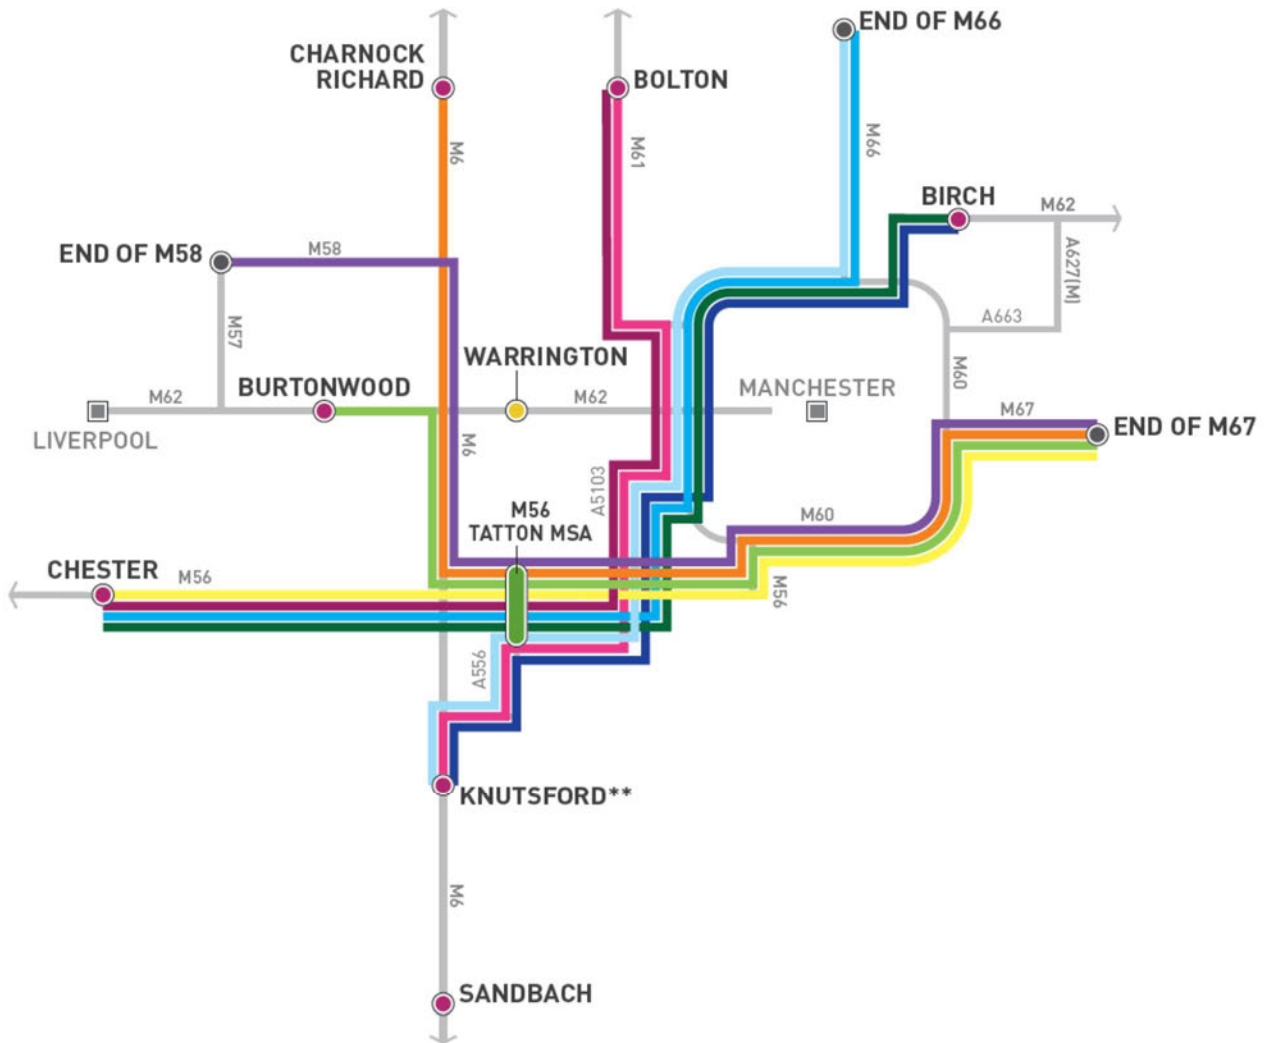 END OF M66
CHARNOCK
RICHARD
BOLTON
M6
M61
M66
BIRCH
M62
A627(M)
END OF M58
M58
M57
A663
WARRINGTON
M60
BURTONWOOD
MANCHESTER
M62
M62
M67
LIVERPOOL
M6
END OF M67
A5103
M56
TATTON MSA
M60
CHESTER
M56
M56
A556
KNUTSFORD**
M6
SANDBACH